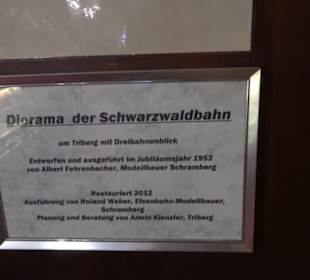 Diorama der Schwarzwaldbahn
um Triberg mit Dreibahnenblick
Entworfen und ausgeführt im Jubiläumsjahr 1953
von Albert Fehrenbacher, Modellbauer Schramberg
Restauriert 2012
Ausführung von Roland Weber, Eisenbahn-Modellbauer,
Schramberg
Planung und Beratung von Armin Kienzler, Triberg